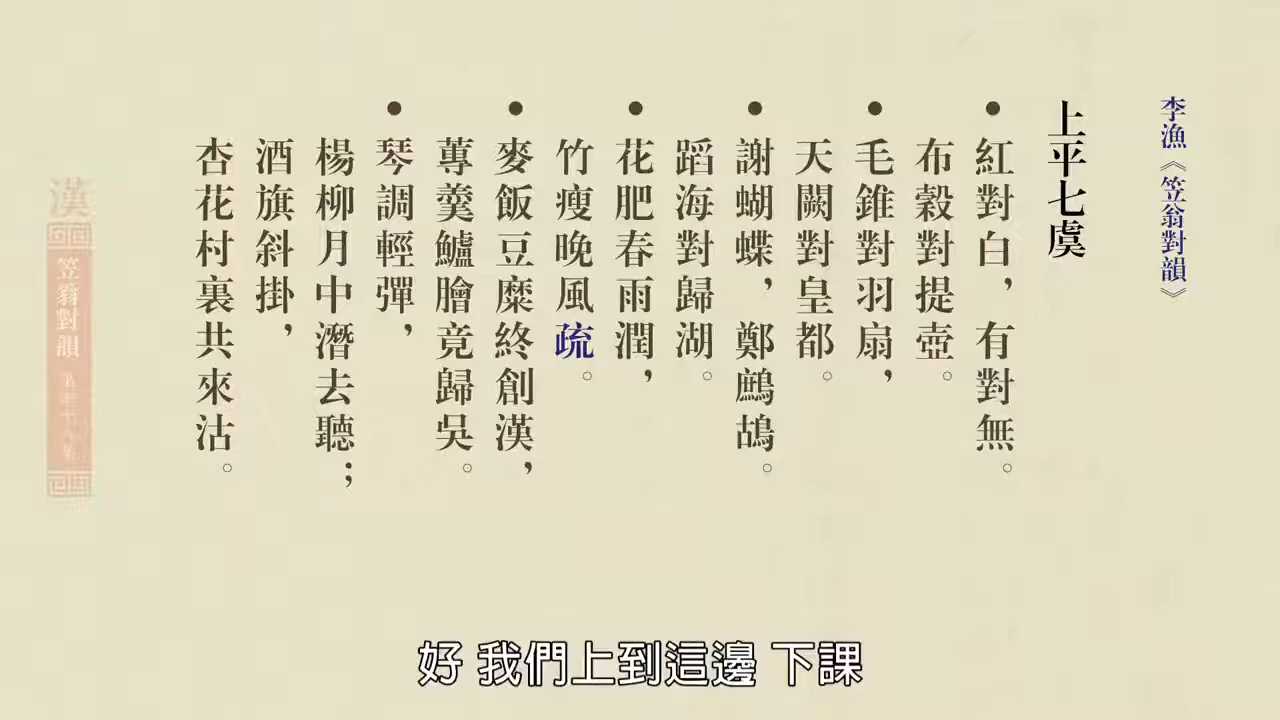 李漁《笠翁對韻》
上平七虞
• 紅對白，有對無。
布穀對提壺。
• 毛錐對羽扇，
天闕對皇都。
• 謝蝴蝶，鄭鷓鴣。
蹈海對歸湖。
• 花肥春雨潤，
竹瘦晚風疏。
• 麥飯豆糜終創漢，
蓴羹鱸膾竟歸吳。
• 琴調輕彈，
楊柳月中潛去聽；
酒旗斜掛，
杏花村裏共來沽。
漢
笠翁對韻
好 我們上到這邊 下課